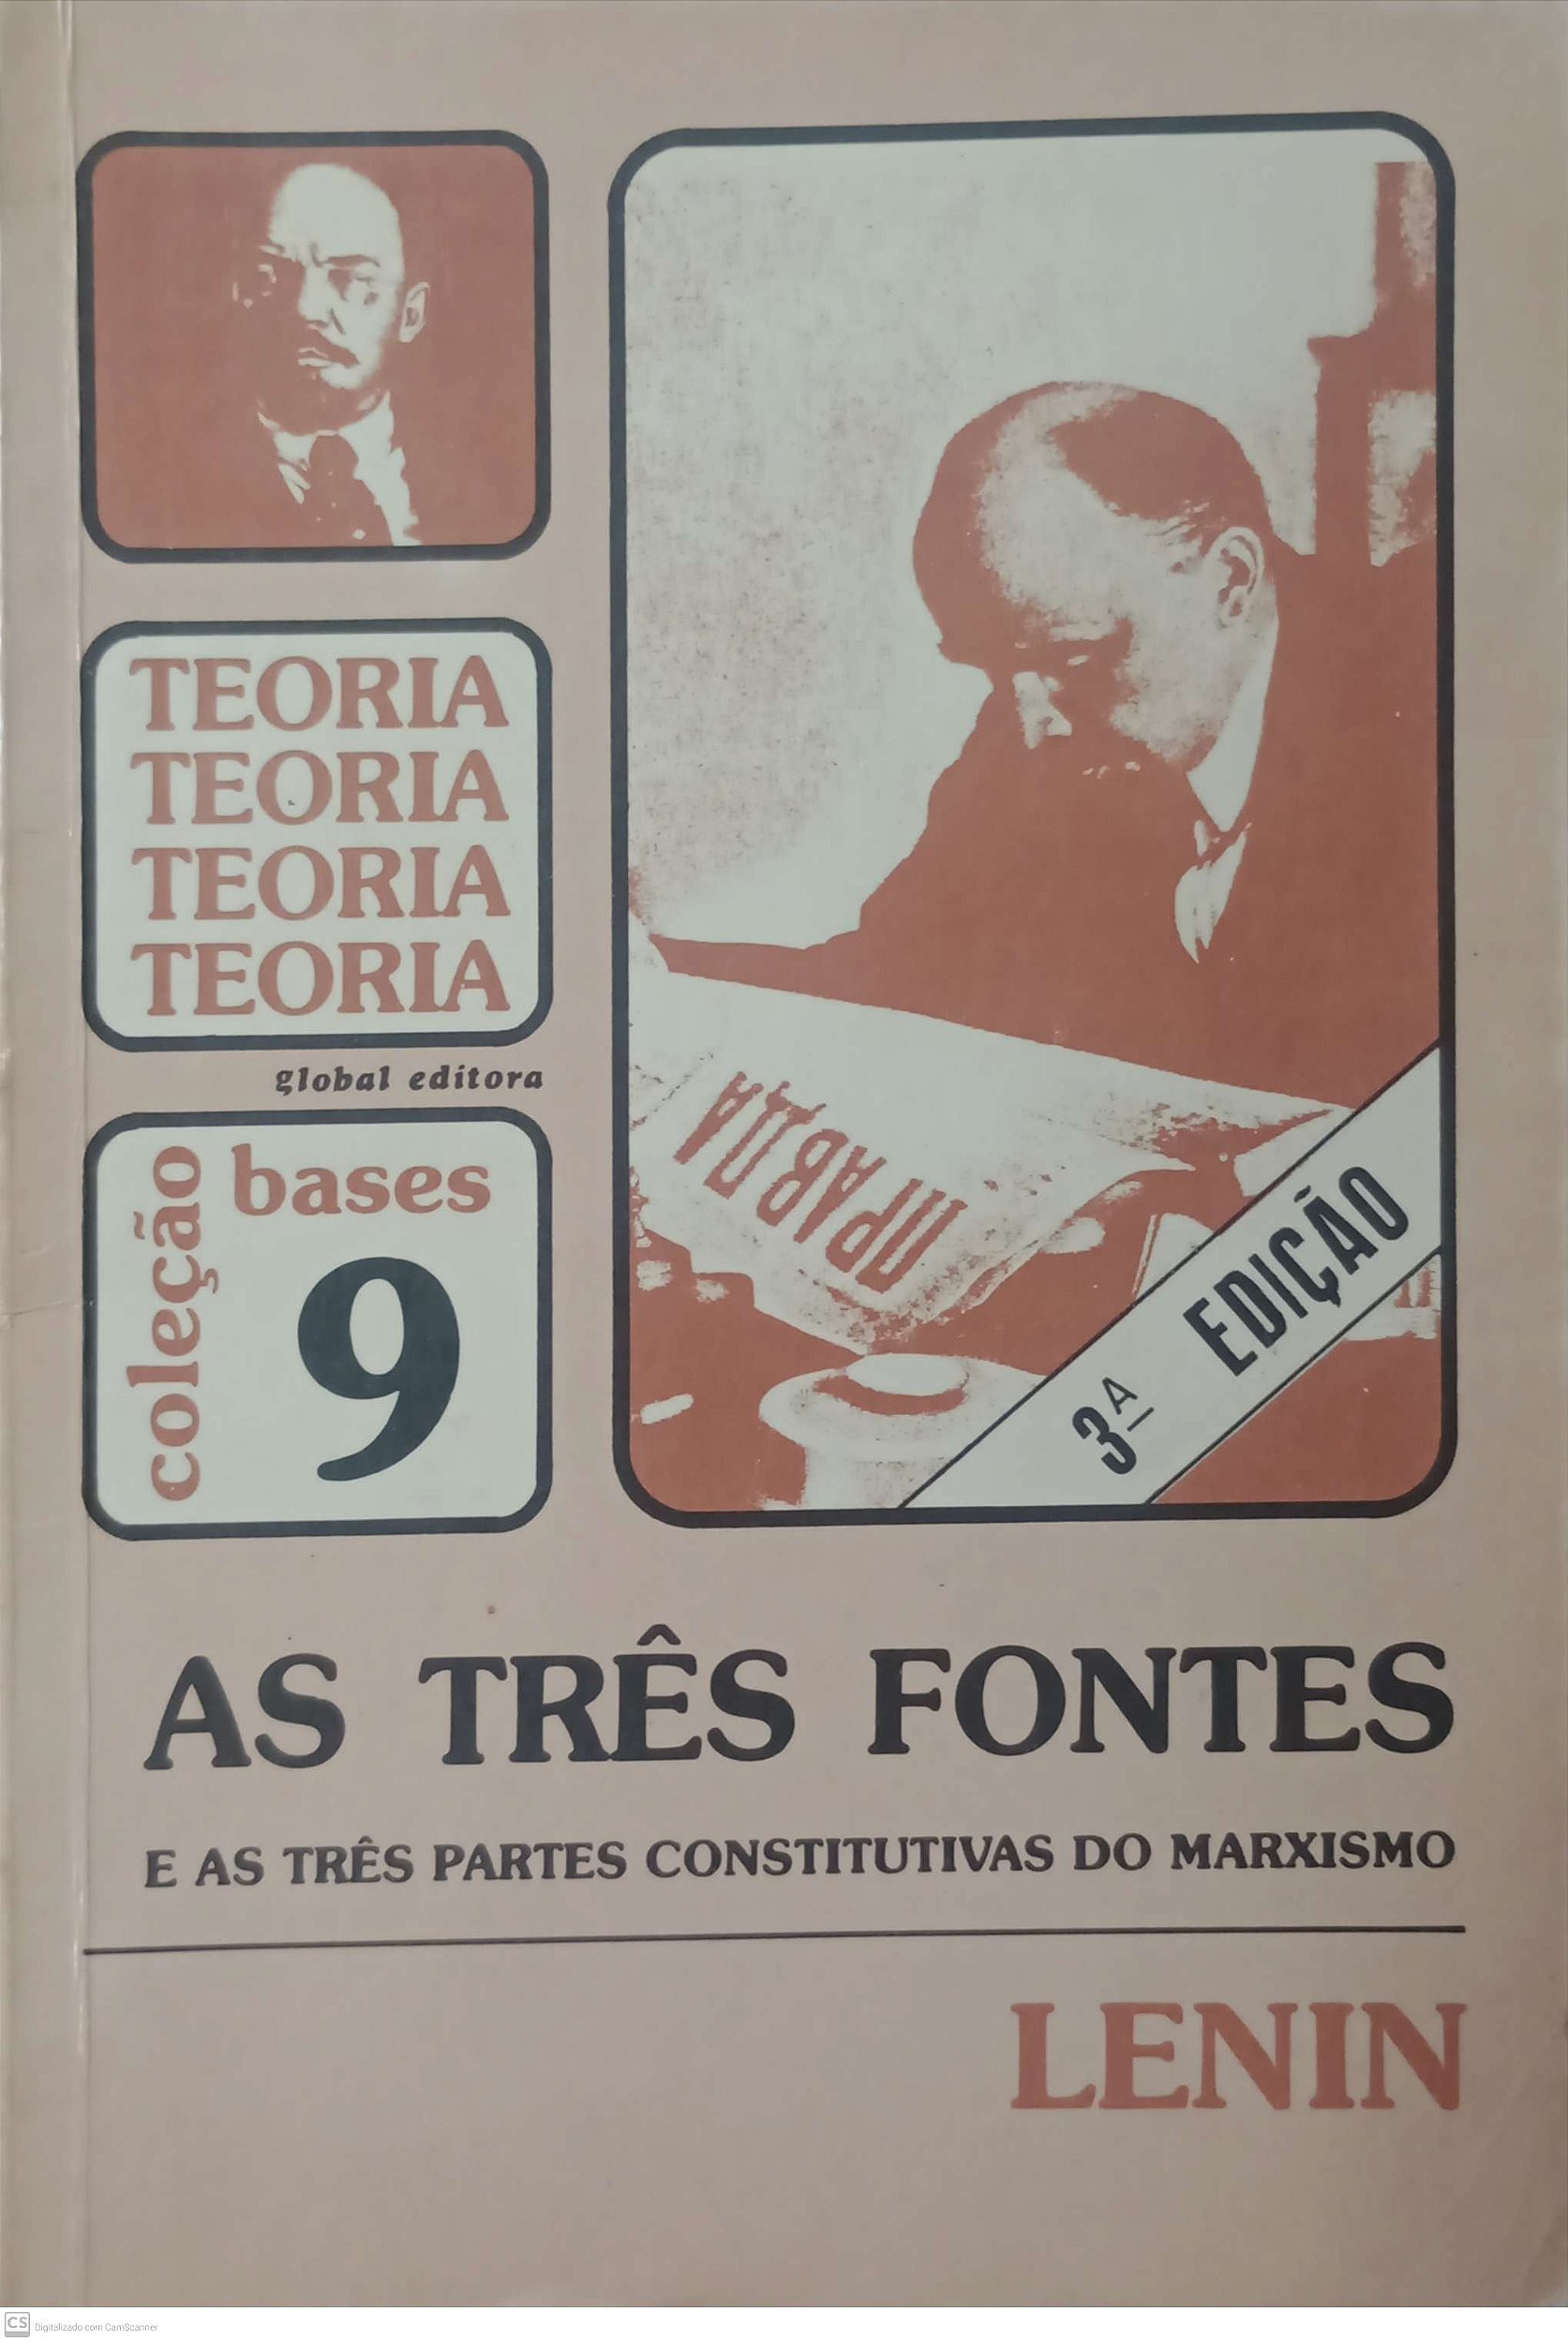 TEORIA
TEORIA
TEORIA
TEORIA
global editora
coleção
bases
9
ПРАВДА
3ª EDIÇÃO
AS TRÊS FONTES
E AS TRÊS PARTES CONSTITUTIVAS DO MARXISMO
LENIN
CS Digitalizado com CamScanner